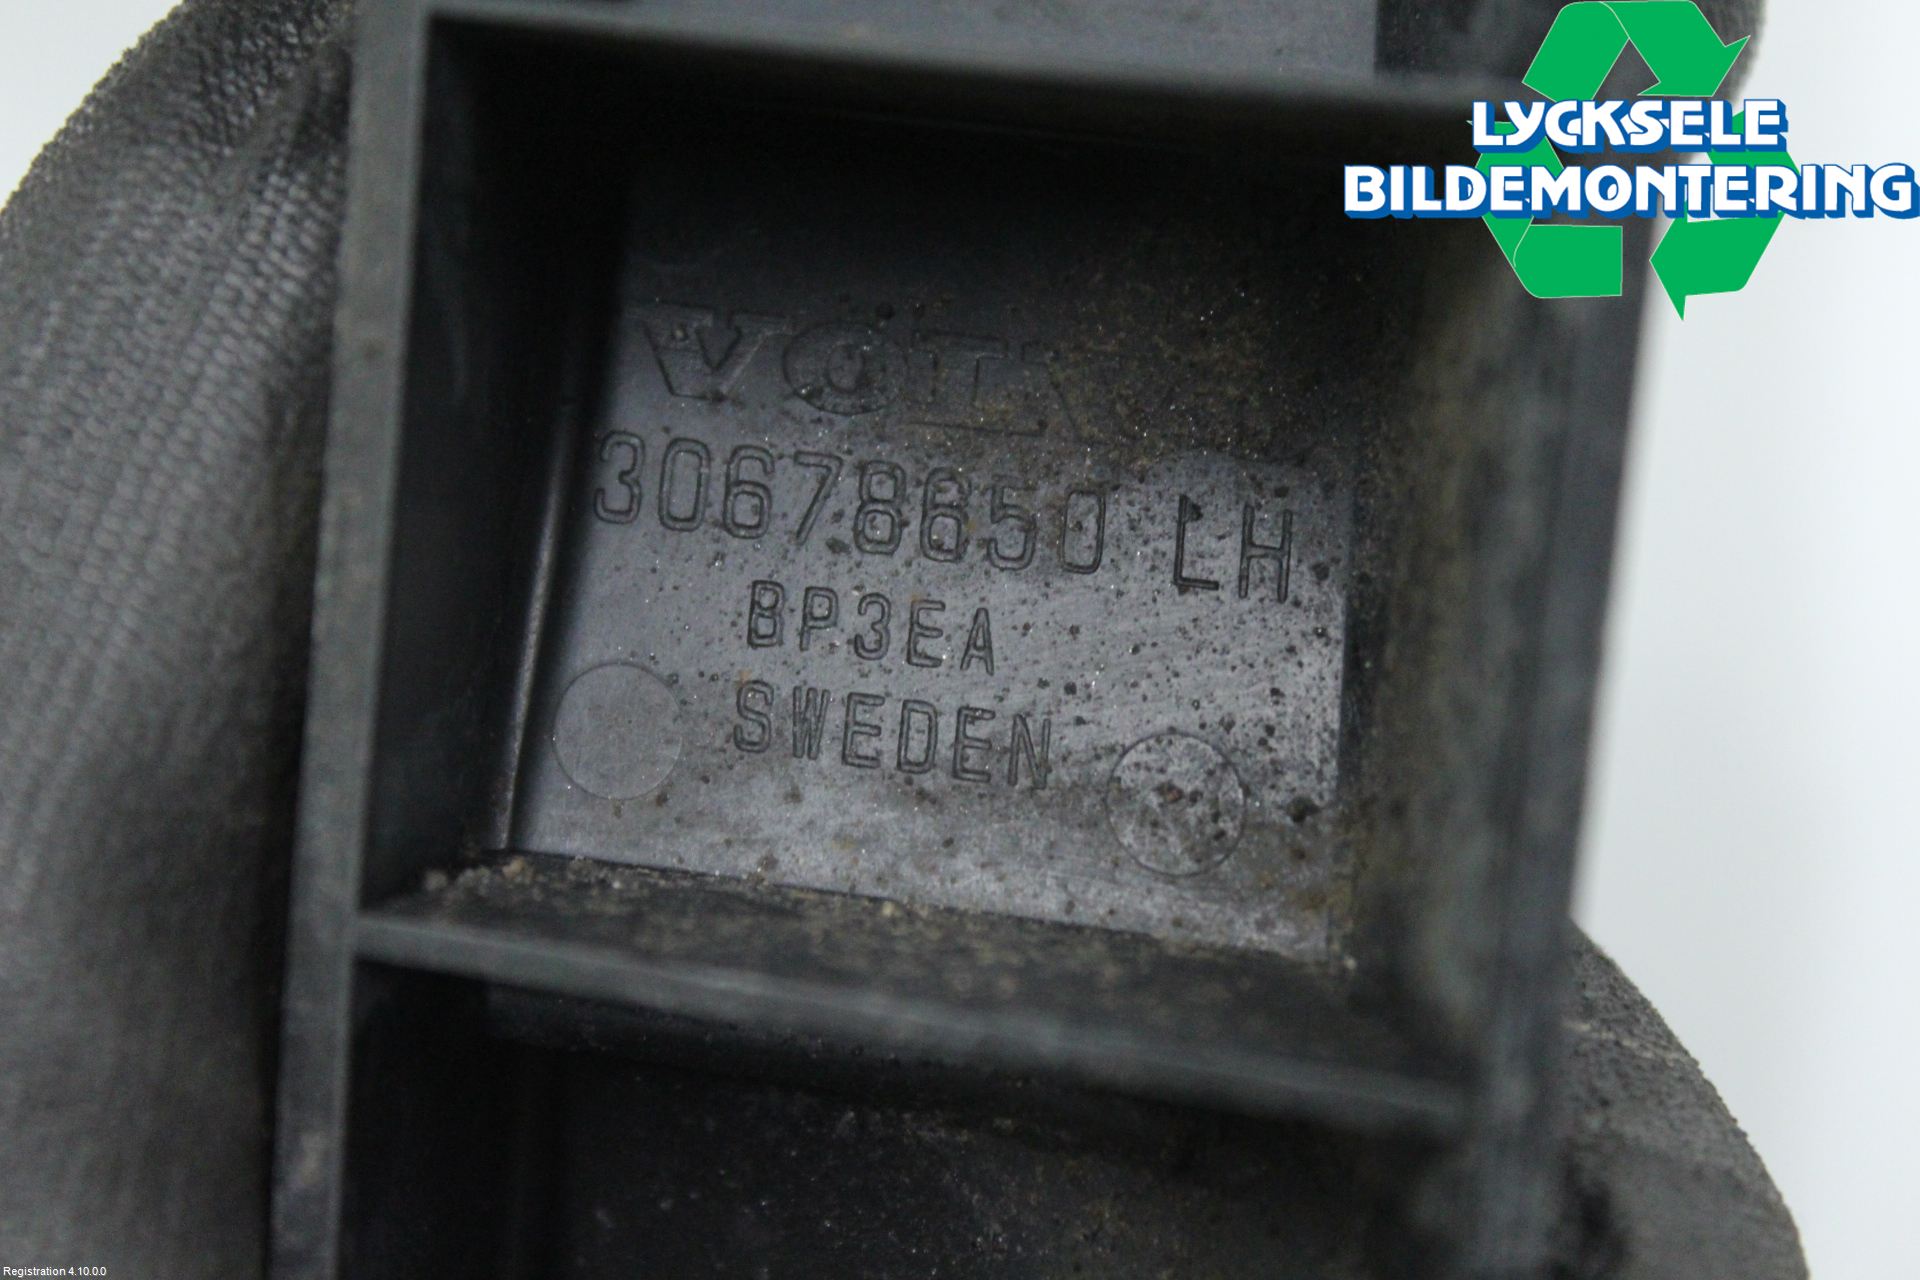 LYCKSELE
BILDEMONTERING
VOLVO
30678650 LH
BP3EA
SWEDEN
Registration 4.10.0.0